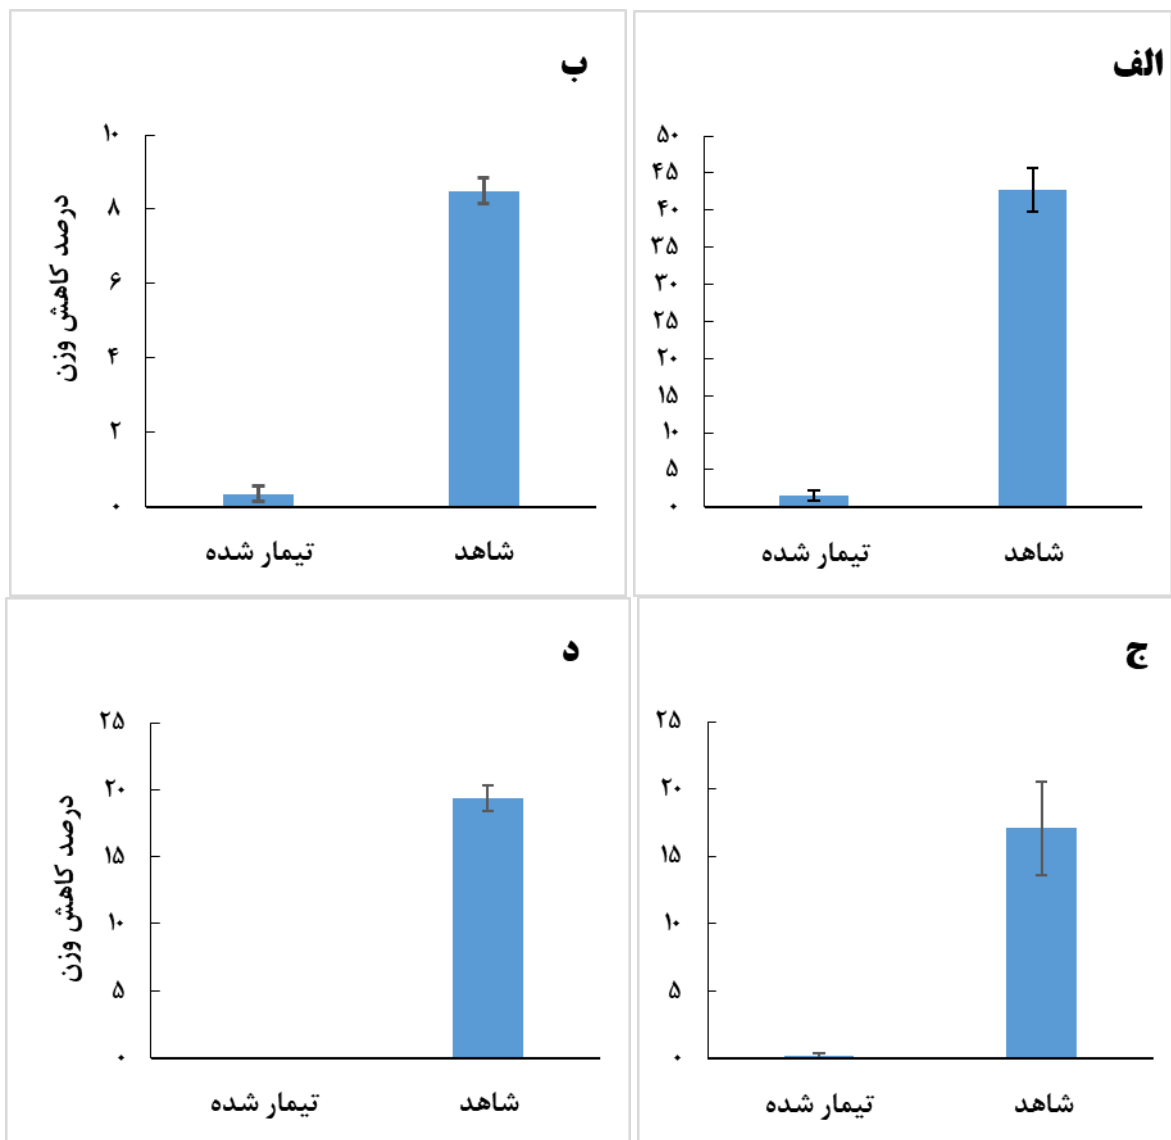 الف
۵۰
۴۵
۴۰
۳۵
۳۰
۲۵
۲۰
۱۵
۱۰
۵
۰
شاهد
تیمار شده
ب
درصد کاهش وزن
۱۰
۸
۶
۴
۲
۰
شاهد
تیمار شده
ج
۲۵
۲۰
۱۵
۱۰
۵
۰
شاهد
تیمار شده
د
درصد کاهش وزن
۲۵
۲۰
۱۵
۱۰
۵
۰
شاهد
تیمار شده